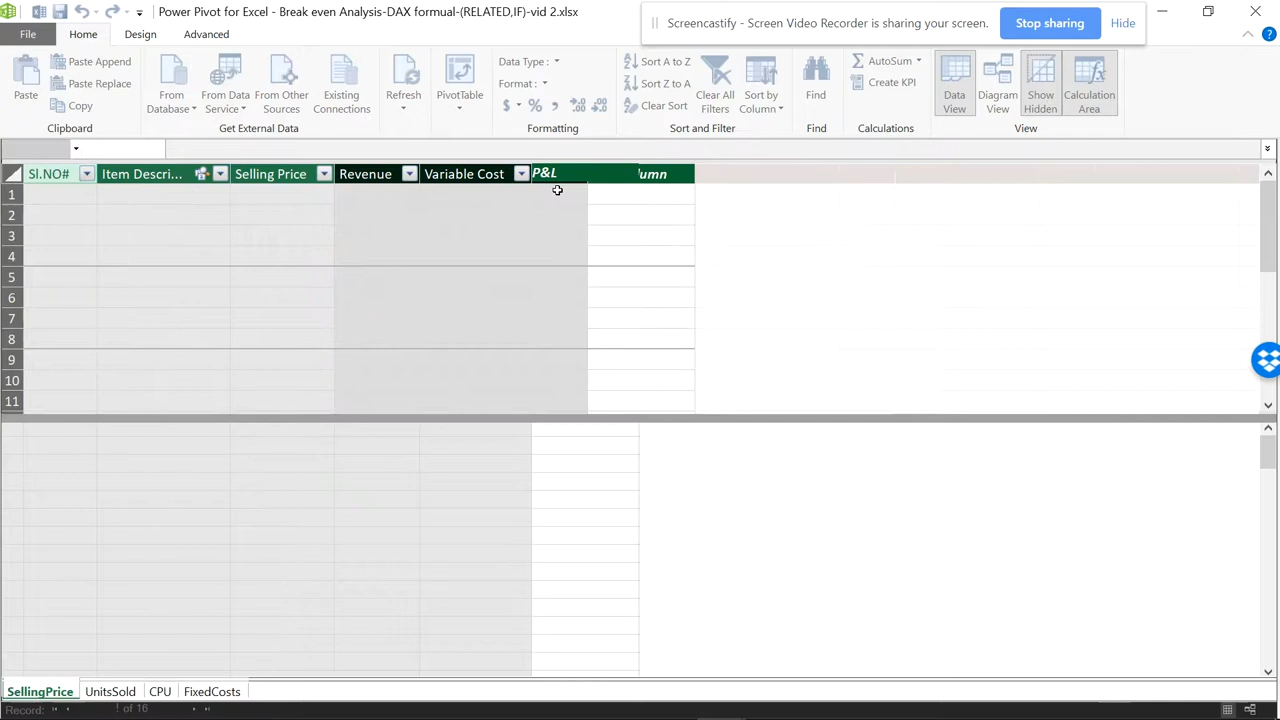 Power Pivot for Excel - Break even Analysis-DAX formual-(RELATED,IF)-vid 2.xlsx
Screencastify - Screen Video Recorder is sharing your screen.
Stop sharing
Hide
File
Home
Design
Advanced
Paste
Paste Append
Paste Replace
Copy
Clipboard
From
Database
From Data
Service
From Other
Sources
Existing
Connections
Get External Data
Refresh
PivotTable
Data Type :
Format :
$ % ,
Formatting
Sort A to Z
Sort Z to A
Clear Sort
Clear All
Filters
Sort by
Column
Sort and Filter
Find
Find
AutoSum
Create KPI
Calculations
Data
View
Diagram
View
Show
Hidden
Calculation
Area
View
Sl.NO# Item Descri... Selling Price Revenue Variable Cost P&L lumn
1
2
3
4
5
6
7
8
9
10
11
SellingPrice UnitsSold CPU FixedCosts
Record: of 16